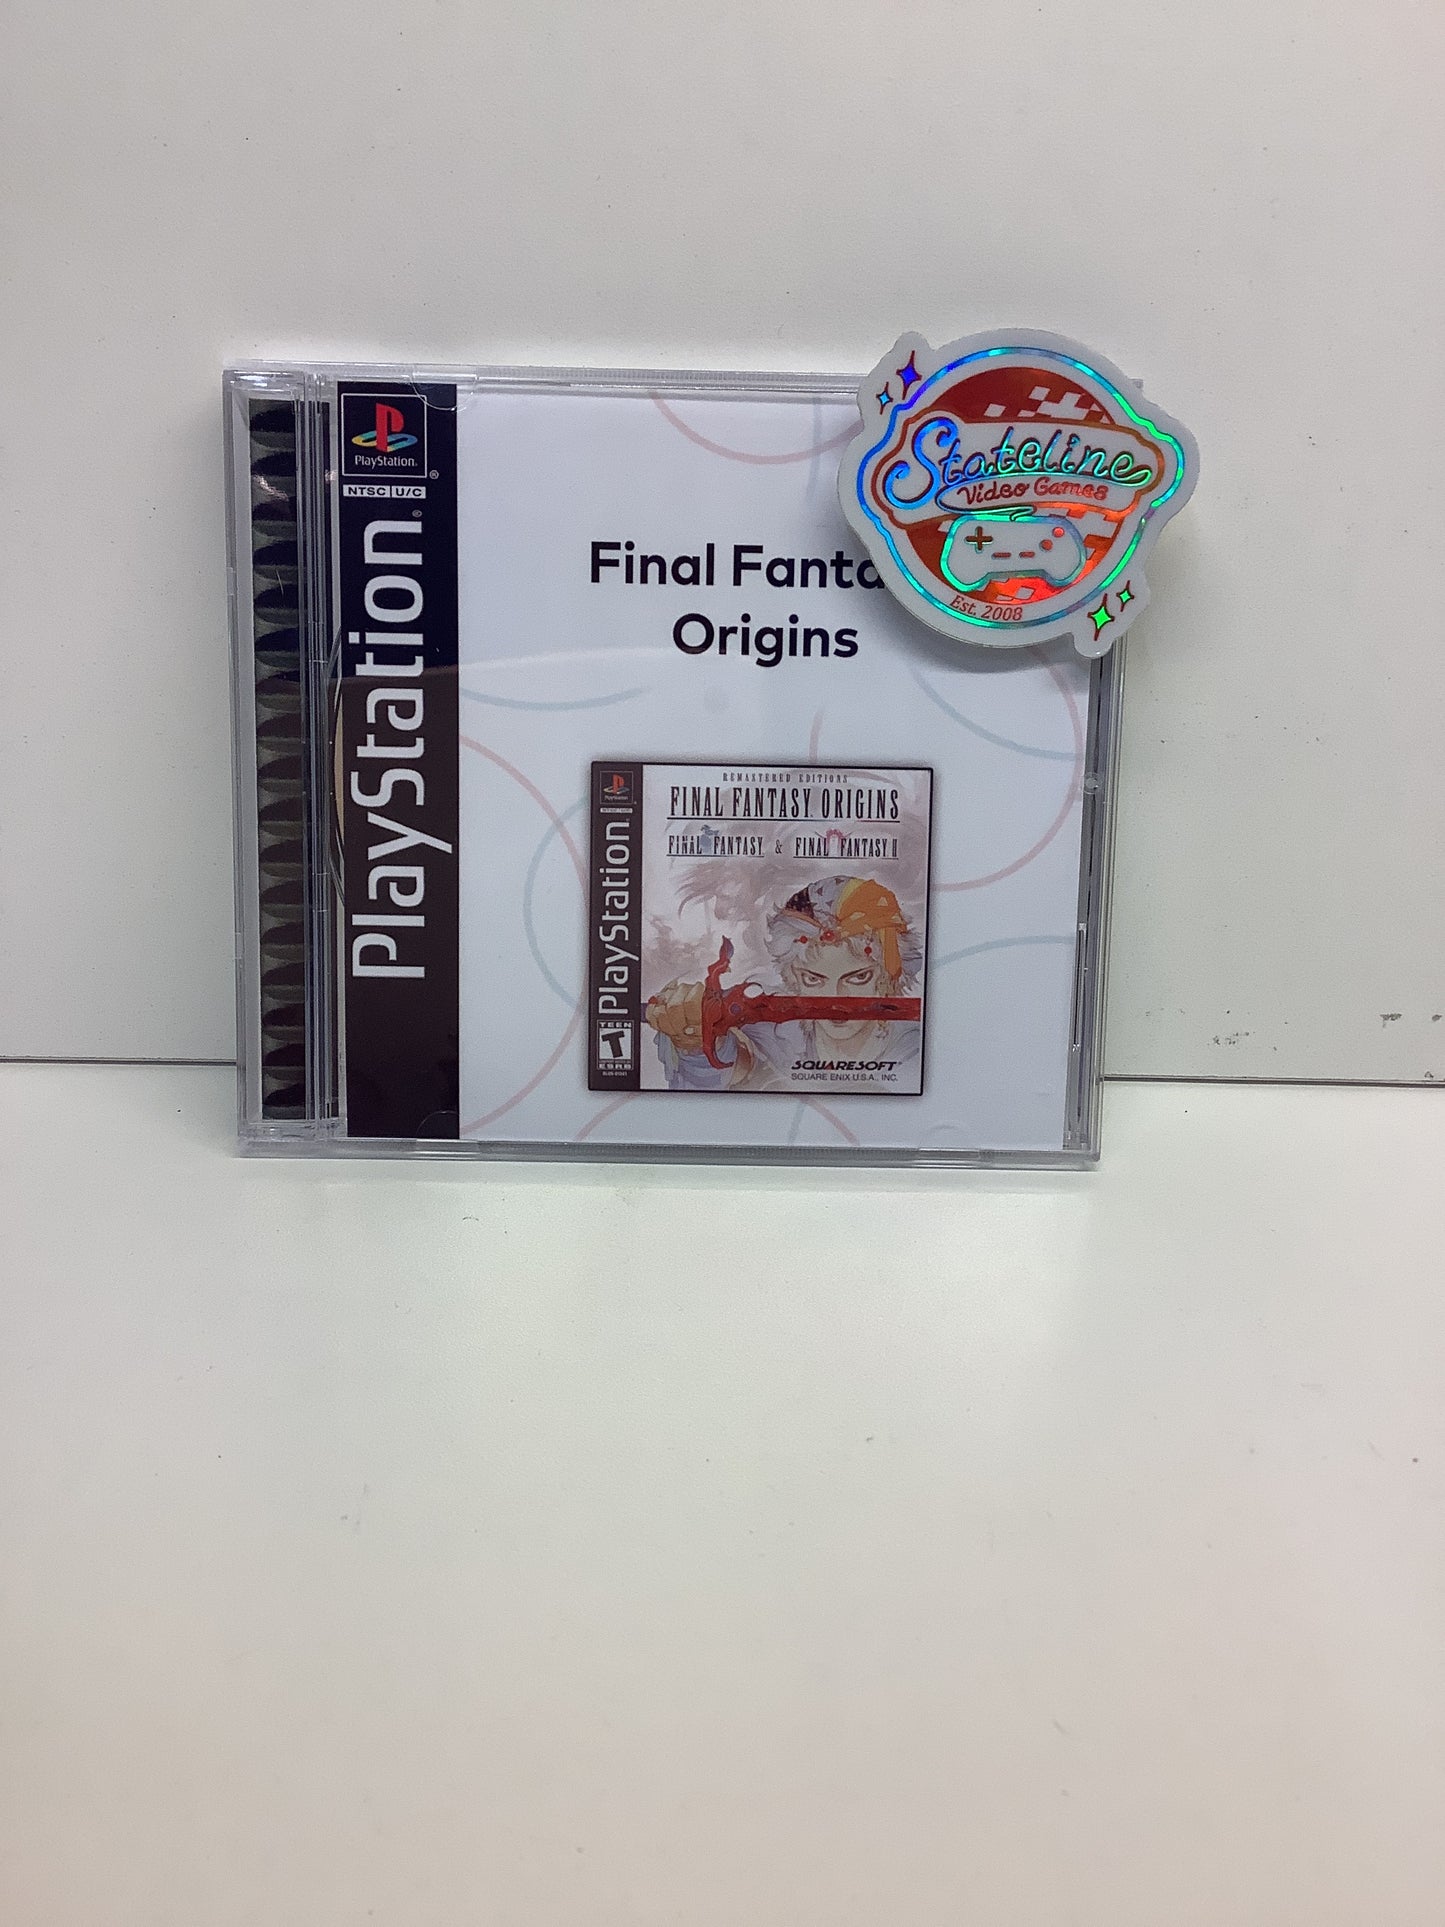 PlayStation
NTSC U/C
PlayStation
Final Fanta
Origins
Stateline
Video Games
Est. 2008
PlayStation
REMASTERED EDITIONS
FINAL FANTASY ORIGINS
FINAL FANTASY & FINAL FANTASY II
PlayStation
TEEN
T
ESRB
SQUARESOFT
SQUARE ENIX U.S.A., INC.